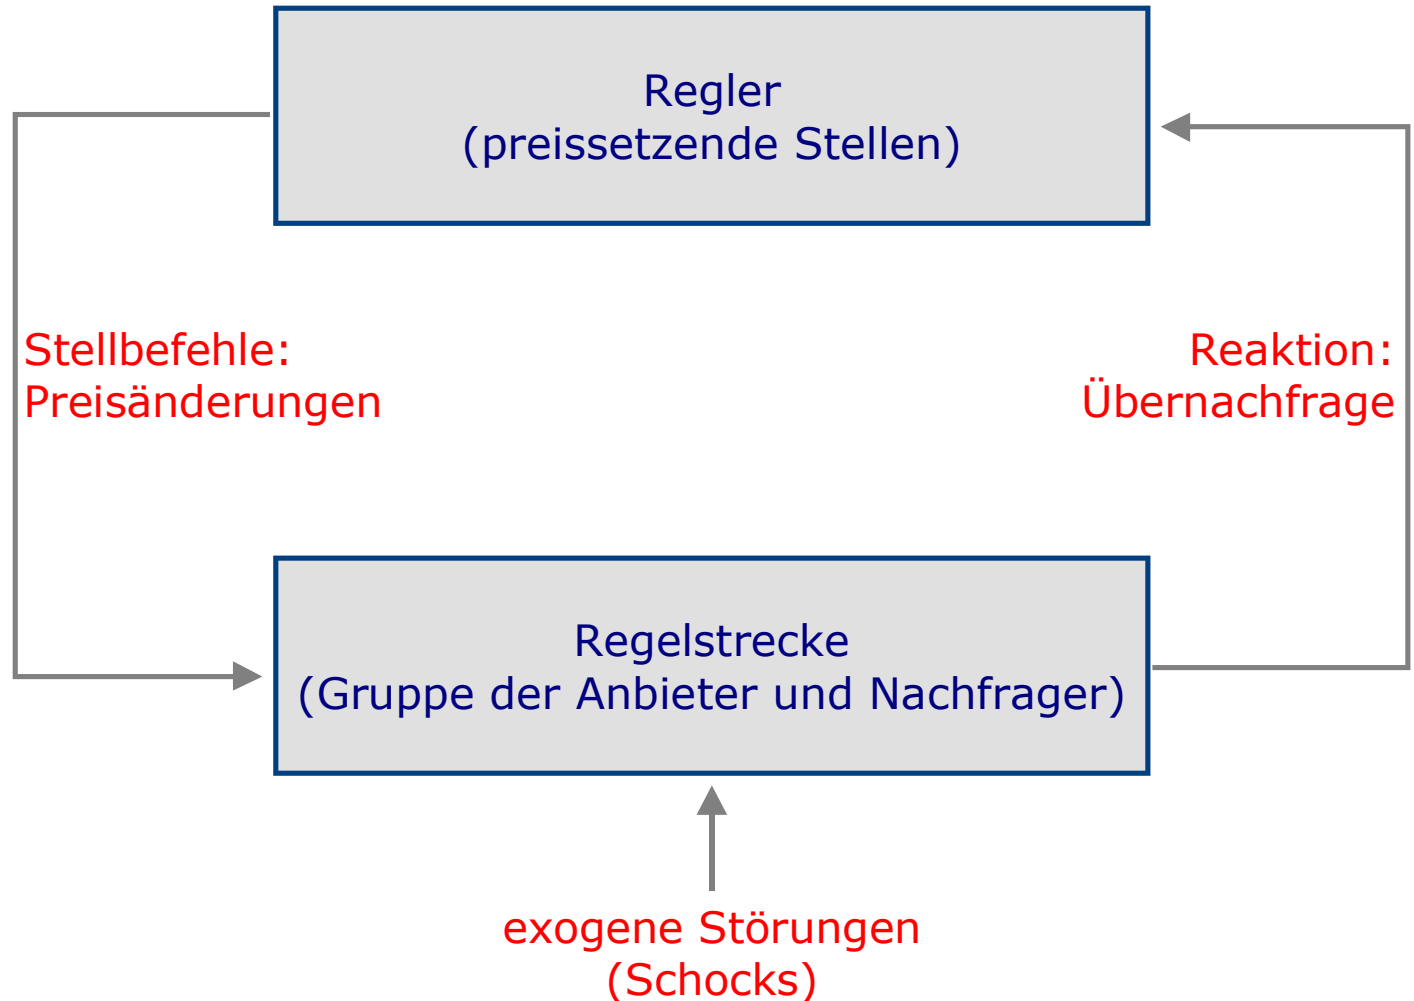 Regler
(preissetzende Stellen)
Stellbefehle:
Preisänderungen
Reaktion:
Übernachfrage
Regelstrecke
(Gruppe der Anbieter und Nachfrager)
exogene Störungen
(Schocks)